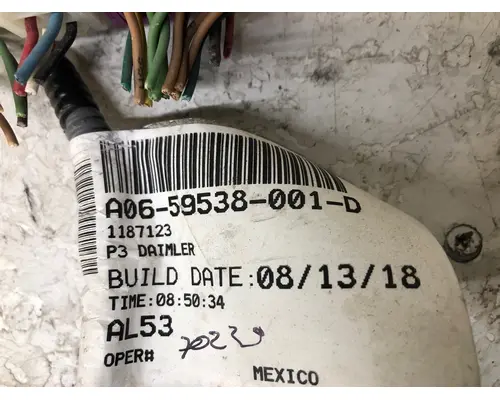 A06-59538-001-D
1187123
P3 DAIMLER
BUILD DATE: 08/13/18
TIME: 08:50:34
AL53
OPER#
MEXICO